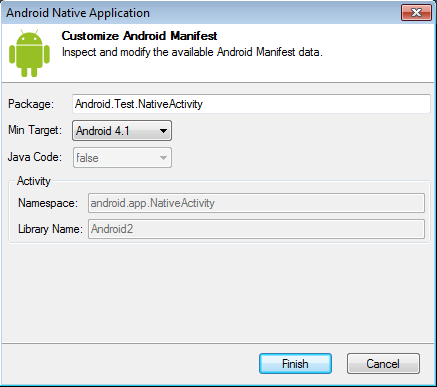 Android Native Application
Customize Android Manifest
Inspect and modify the available Android Manifest data.
Package: Android.Test.NativeActivity
Min Target: Android 4.1
Java Code: false
Activity
Namespace: android.app.NativeActivity
Library Name: Android2
Finish Cancel